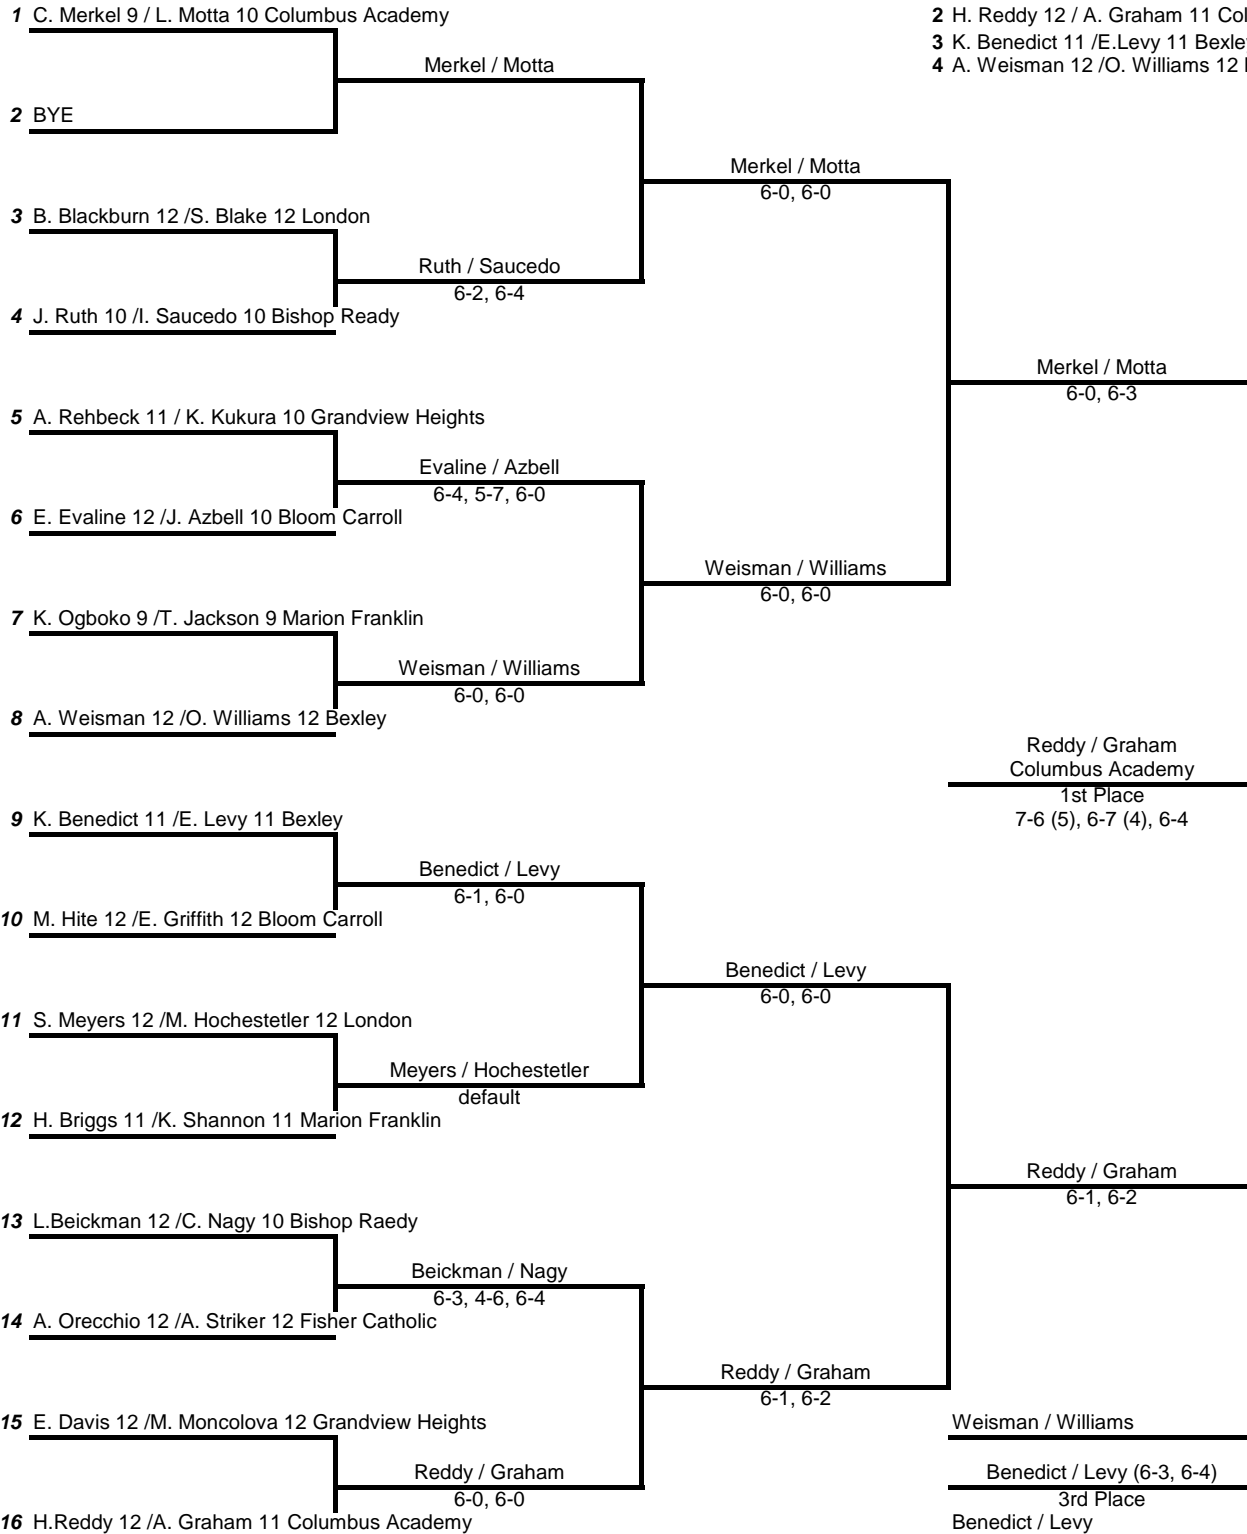 1 C. Merkel 9 / L. Motta 10 Columbus Academy
2 H. Reddy 12 / A. Graham 11 Col
3 K. Benedict 11 /E.Levy 11 Bexle
4 A. Weisman 12 /O. Williams 12
Merkel / Motta
2 BYE
Merkel / Motta
6-0, 6-0
3 B. Blackburn 12 /S. Blake 12 London
Ruth / Saucedo
6-2, 6-4
4 J. Ruth 10 /I. Saucedo 10 Bishop Ready
Merkel / Motta
6-0, 6-3
5 A. Rehbeck 11 / K. Kukura 10 Grandview Heights
Evaline / Azbell
6-4, 5-7, 6-0
6 E. Evaline 12 /J. Azbell 10 Bloom Carroll
Weisman / Williams
6-0, 6-0
7 K. Ogboko 9 /T. Jackson 9 Marion Franklin
Weisman / Williams
6-0, 6-0
8 A. Weisman 12 /O. Williams 12 Bexley
Reddy / Graham
Columbus Academy
1st Place
7-6 (5), 6-7 (4), 6-4
9 K. Benedict 11 /E. Levy 11 Bexley
Benedict / Levy
6-1, 6-0
10 M. Hite 12 /E. Griffith 12 Bloom Carroll
Benedict / Levy
6-0, 6-0
11 S. Meyers 12 /M. Hochestetler 12 London
Meyers / Hochestetler
default
12 H. Briggs 11 /K. Shannon 11 Marion Franklin
Reddy / Graham
6-1, 6-2
13 L.Beickman 12 /C. Nagy 10 Bishop Raedy
Beickman / Nagy
6-3, 4-6, 6-4
14 A. Orecchio 12 /A. Striker 12 Fisher Catholic
Reddy / Graham
6-1, 6-2
15 E. Davis 12 /M. Moncolova 12 Grandview Heights
Weisman / Williams
Reddy / Graham
6-0, 6-0
Benedict / Levy (6-3, 6-4)
3rd Place
16 H.Reddy 12 /A. Graham 11 Columbus Academy
Benedict / Levy